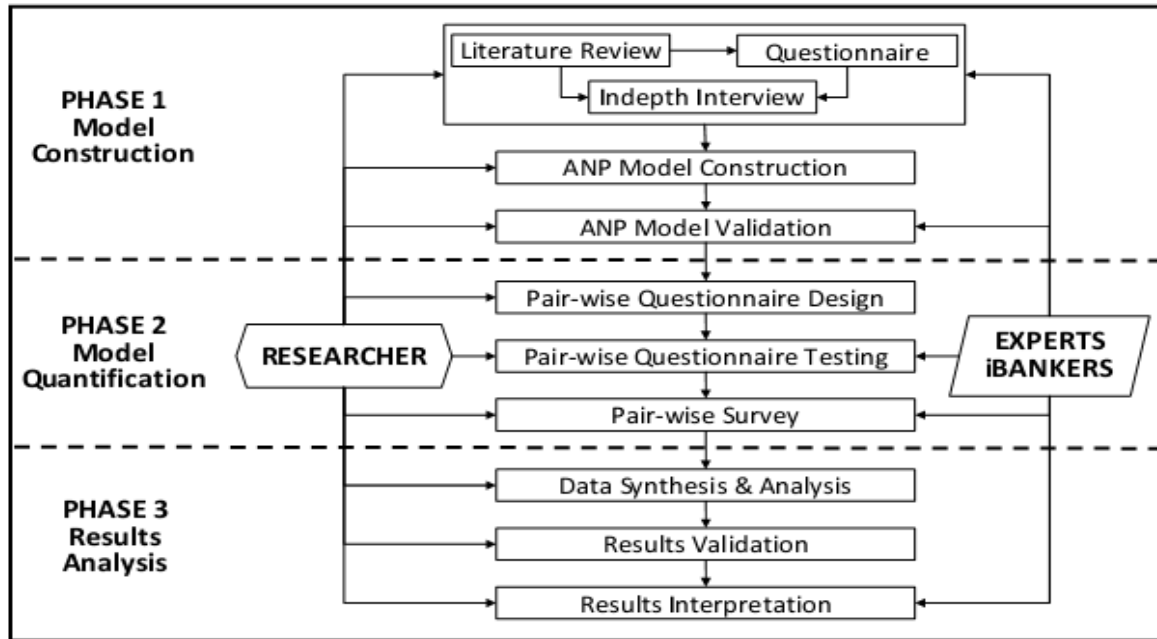 PHASE 1
Model
Construction
Literature Review
Questionnaire
Indepth Interview
ANP Model Construction
ANP Model Validation
PHASE 2
Model
Quantification
RESEARCHER
Pair-wise Questionnaire Design
Pair-wise Questionnaire Testing
Pair-wise Survey
EXPERTS
iBANKERS
PHASE 3
Results
Analysis
Data Synthesis & Analysis
Results Validation
Results Interpretation